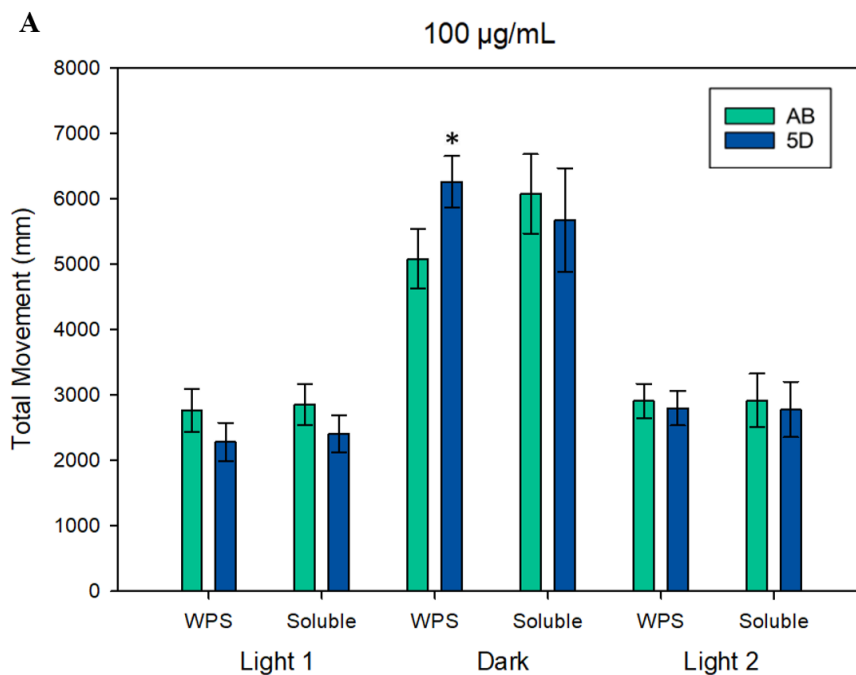 A
100 µg/mL
8000
7000
6000
5000
4000
3000
2000
1000
0
Total Movement (mm)
AB
5D
*
WPS Soluble WPS Soluble WPS Soluble
Light 1 Dark Light 2